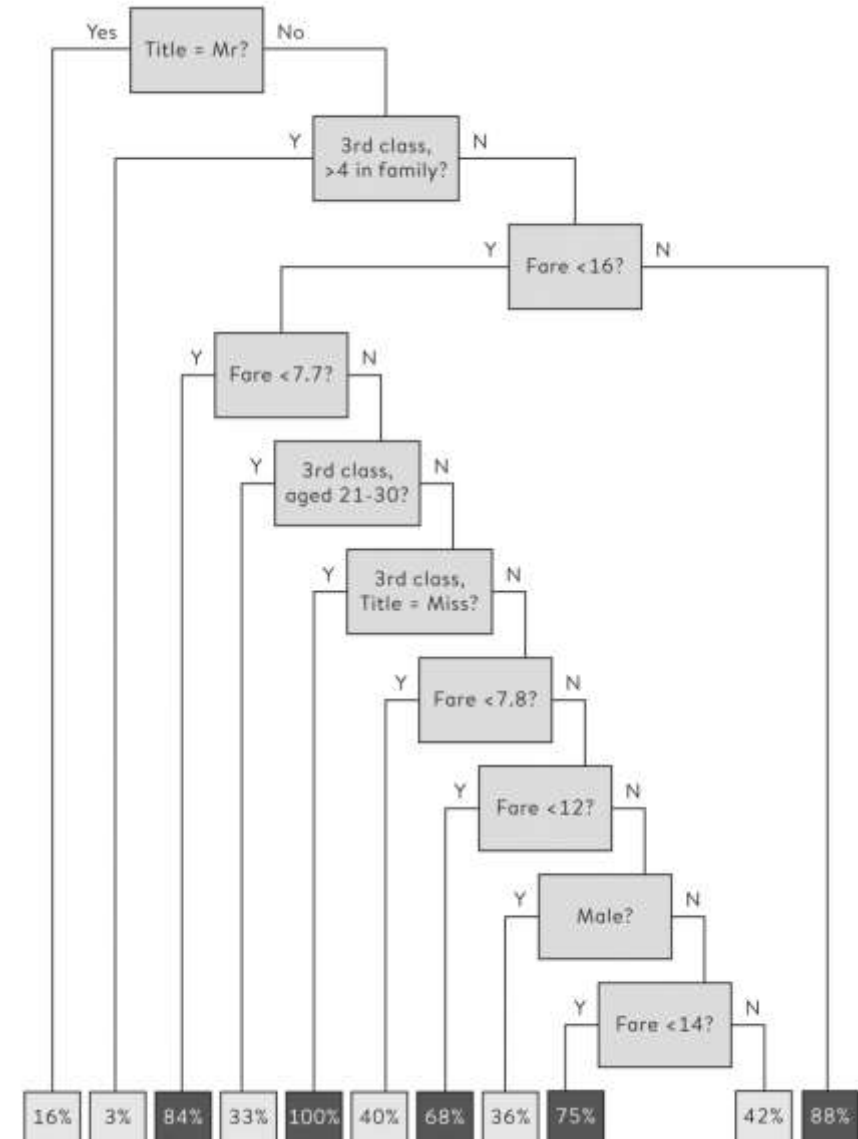 Yes
Title = Mr?
No
Y
3rd class,
>4 in family?
N
Y
Fare <16?
N
Y
Fare <7.7?
N
Y
3rd class,
aged 21-30?
N
Y
3rd class,
Title = Miss?
N
Y
Fare <7.8?
N
Y
Fare <12?
N
Y
Male?
N
Y
Fare <14?
N
16% 3% 84% 33% 100% 40% 68% 36% 75% 42% 88%